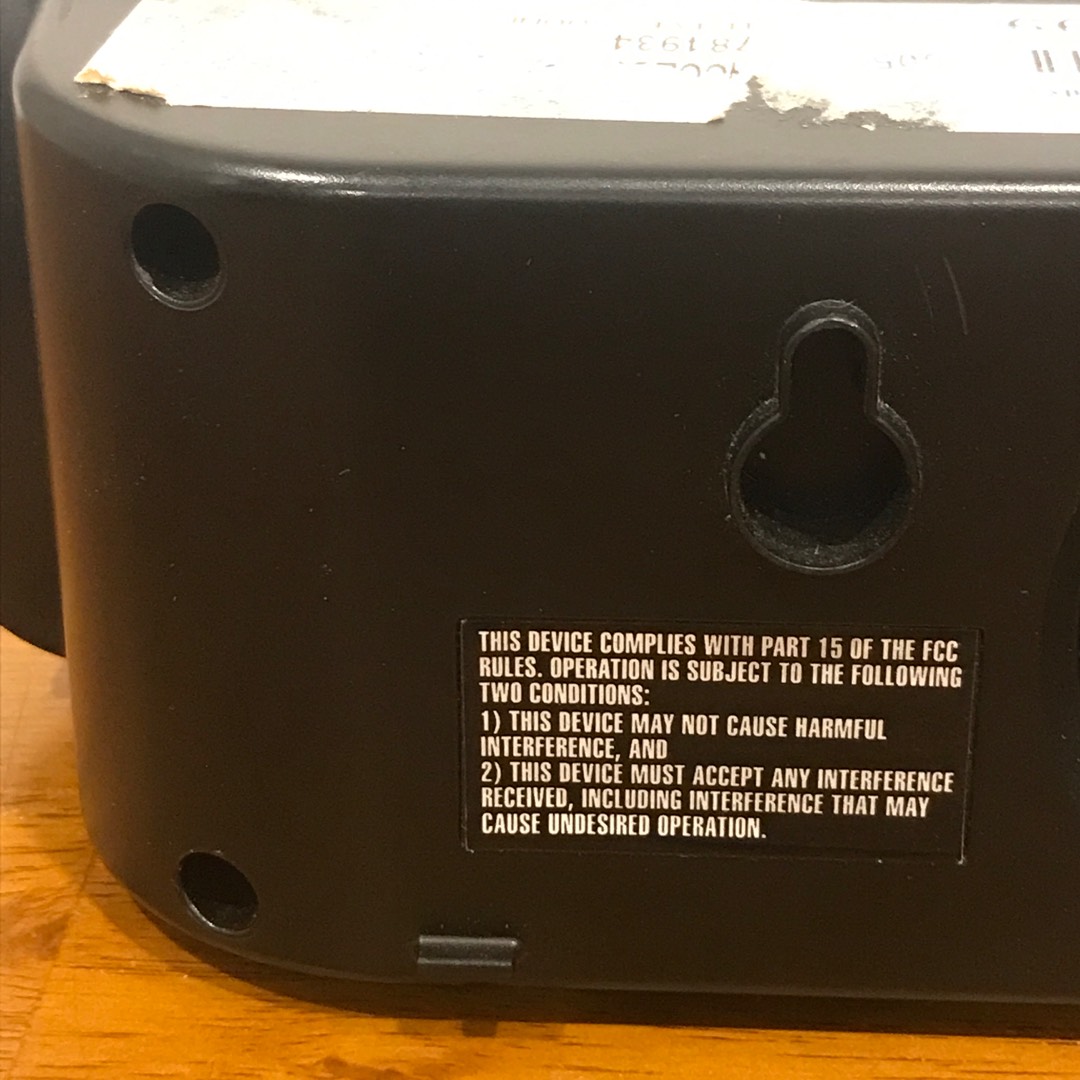 781934
THIS DEVICE COMPLIES WITH PART 15 OF THE FCC
RULES. OPERATION IS SUBJECT TO THE FOLLOWING
TWO CONDITIONS:
1) THIS DEVICE MAY NOT CAUSE HARMFUL
INTERFERENCE, AND
2) THIS DEVICE MUST ACCEPT ANY INTERFERENCE
RECEIVED, INCLUDING INTERFERENCE THAT MAY
CAUSE UNDESIRED OPERATION.